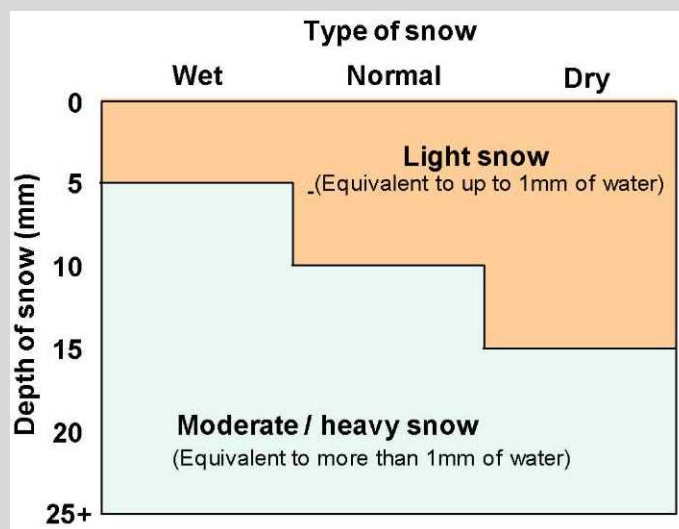 Type of snow
Wet Normal Dry
0
5
10
15
20
25+
Depth of snow (mm)
Light snow
-(Equivalent to up to 1mm of water)
Moderate / heavy snow
(Equivalent to more than 1mm of water)